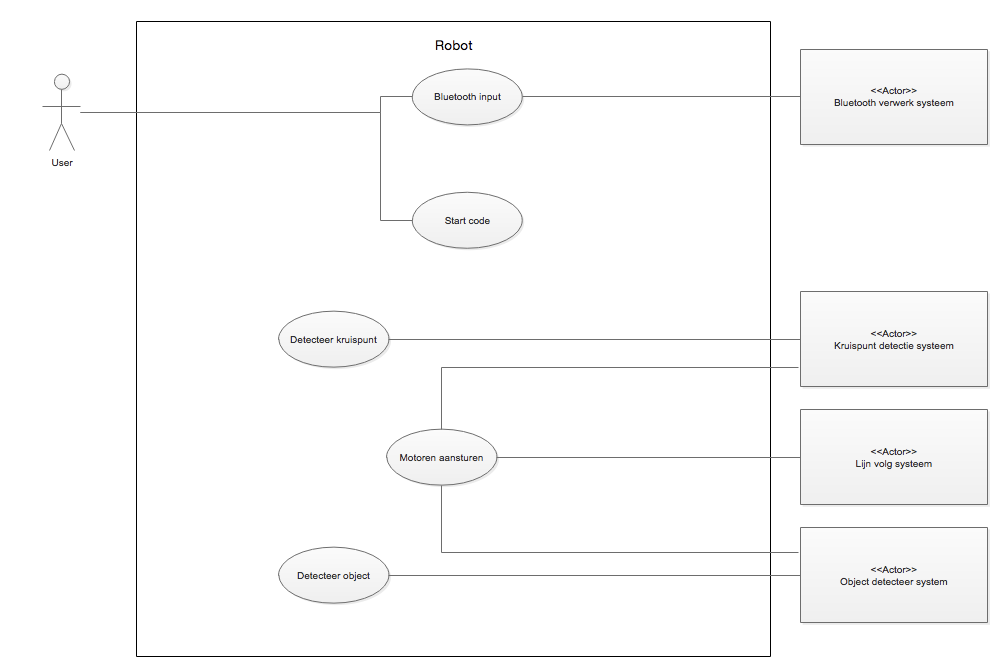 Robot
User
Bluetooth input
<<Actor>>
Bluetooth verwerk systeem
Start code
Detecteer kruispunt
<<Actor>>
Kruispunt detectie systeem
Motoren aansturen
<<Actor>>
Lijn volg systeem
Detecteer object
<<Actor>>
Object detecteer system